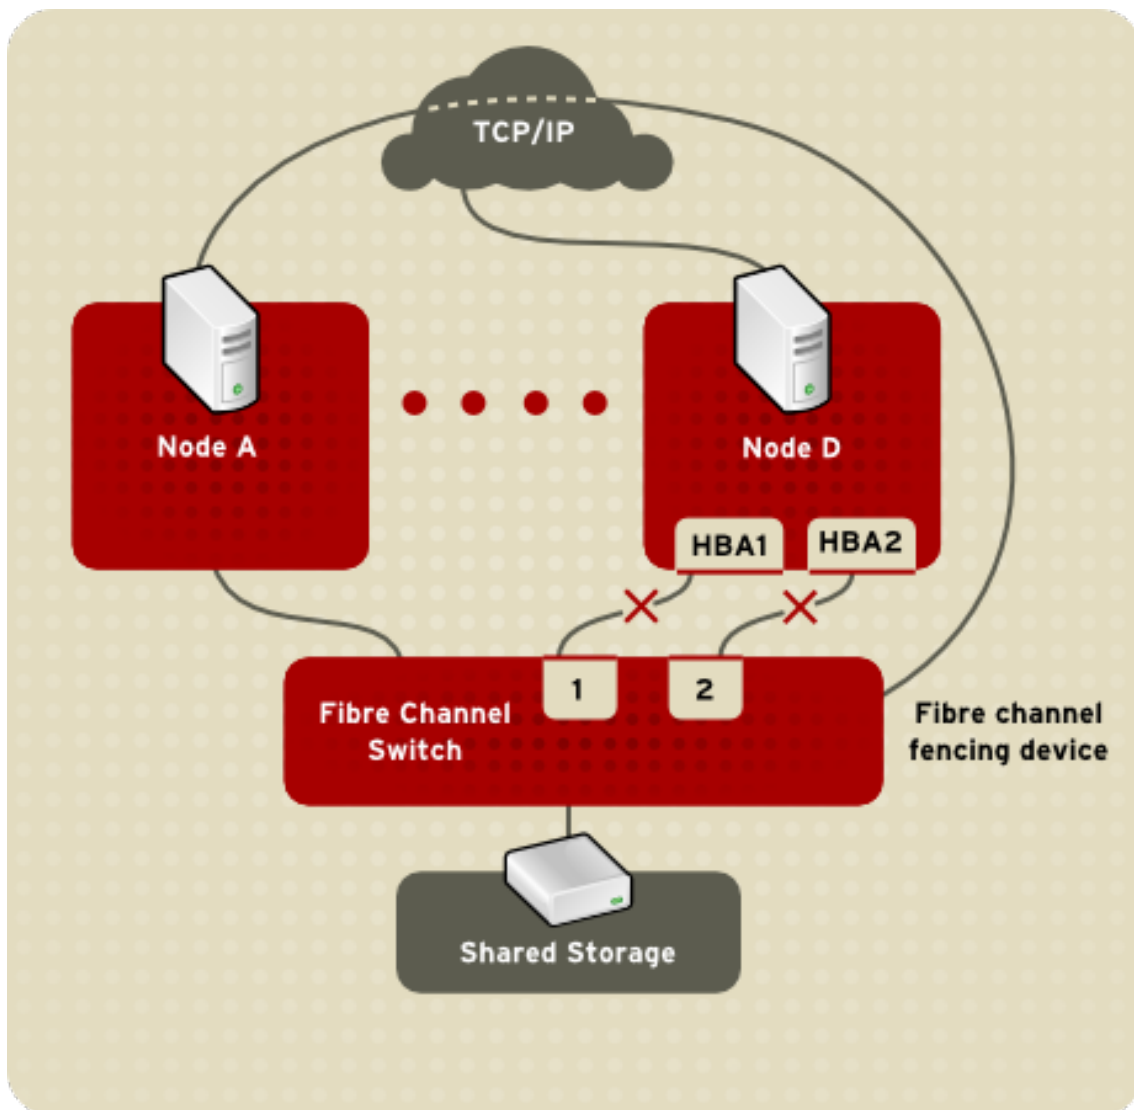 TCP/IP
Node A
Node D
HBA1
HBA2
1
2
Fibre Channel
Switch
Fibre channel
fencing device
Shared Storage